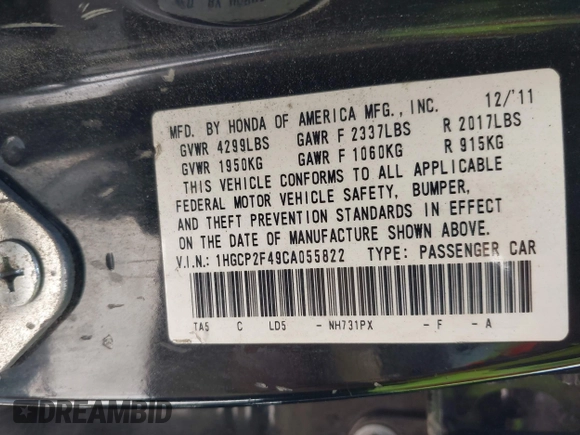 MFD. BY HONDA OF AMERICA MFG., INC. 12/'11
GVWR 4299LBS GAWR F 2337LBS R 2017LBS
GVWR 1950KG GAWR F 1060KG R 915KG
THIS VEHICLE CONFORMS TO ALL APPLICABLE
FEDERAL MOTOR VEHICLE SAFETY, BUMPER,
AND THEFT PREVENTION STANDARDS IN EFFECT
ON THE DATE OF MANUFACTURE SHOWN ABOVE.
V.I.N.: 1HGCP2F49CA055822 TYPE: PASSENGER CAR
TA5 C LD5 - NH731PX - F - A
DREAMBID